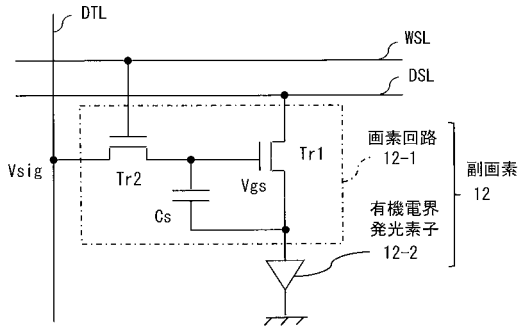 DTL
WSL
DSL
Vsig
Tr2
Cs
Vgs
Tr1
画素回路
12-1
有機電界
発光素子
12-2
副画素
12